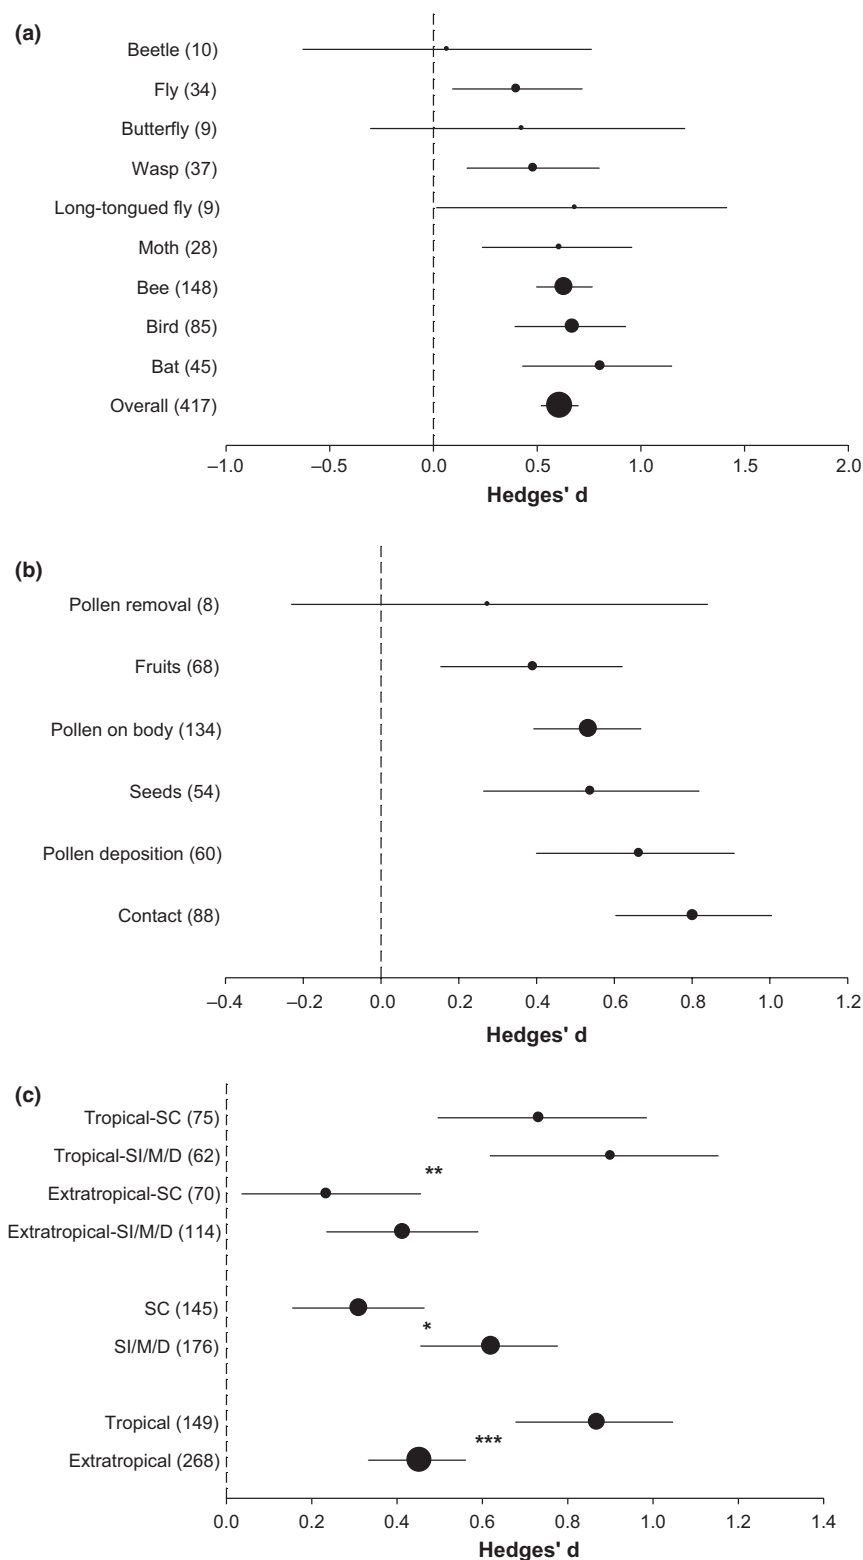 (a)
Beetle (10)
Fly (34)
Butterfly (9)
Wasp (37)
Long-tongued fly (9)
Moth (28)
Bee (148)
Bird (85)
Bat (45)
Overall (417)
–1.0 –0.5 0.0 0.5 1.0 1.5 2.0
Hedges' d
(b)
Pollen removal (8)
Fruits (68)
Pollen on body (134)
Seeds (54)
Pollen deposition (60)
Contact (88)
–0.4 –0.2 0.0 0.2 0.4 0.6 0.8 1.0 1.2
Hedges' d
(c)
Tropical-SC (75)
Tropical-SI/M/D (62)
**
Extratropical-SC (70)
Extratropical-SI/M/D (114)
SC (145)
*
SI/M/D (176)
Tropical (149)
***
Extratropical (268)
0.0 0.2 0.4 0.6 0.8 1.0 1.2 1.4
Hedges' d